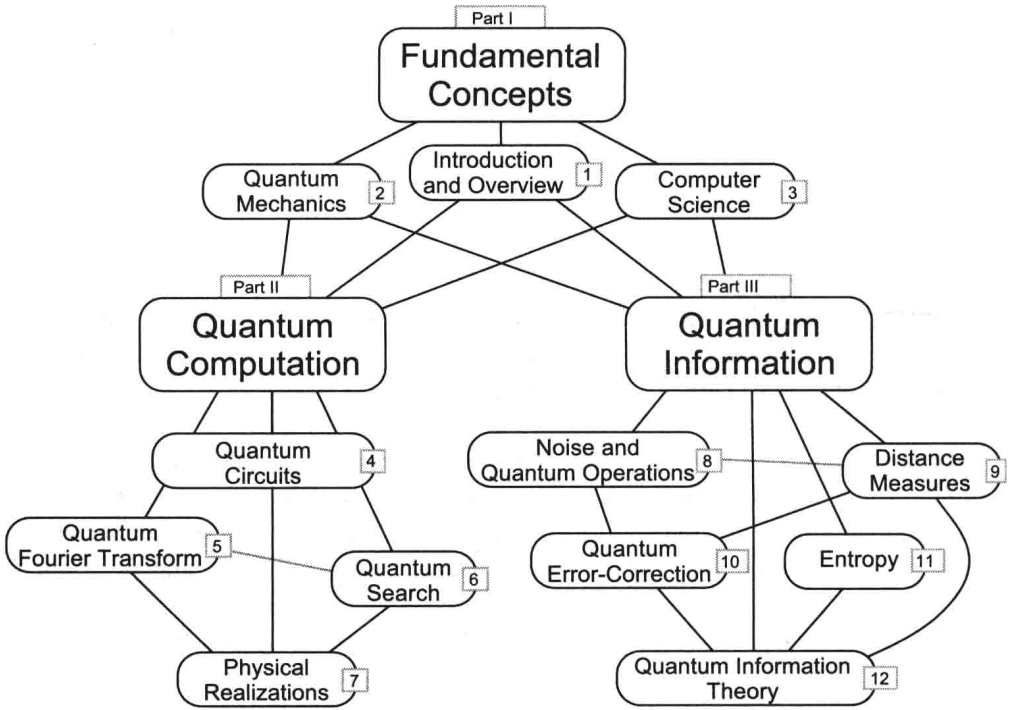 Part I
Fundamental
Concepts
Introduction
and Overview
1
Quantum
Mechanics
2
Computer
Science
3
Part II
Quantum
Computation
Part III
Quantum
Information
Quantum
Circuits
4
Noise and
Quantum Operations
8
Distance
Measures
9
Quantum
Fourier Transform
5
Quantum
Search
6
Quantum
Error-Correction
10
Entropy
11
Physical
Realizations
7
Quantum Information
Theory
12